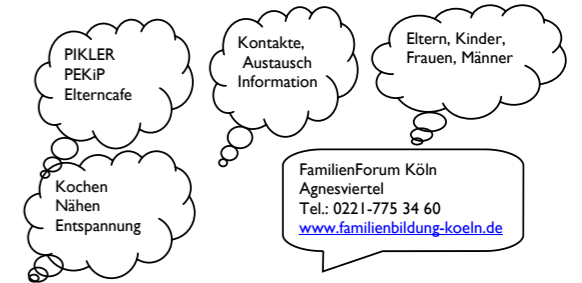 PIKLER
PEKiP
Elterncafe
Kontakte,
Austausch
Information
Eltern, Kinder,
Frauen, Männer
Kochen
Nähen
Entspannung
FamilienForum Köln
Agnesviertel
Tel.: 0221-775 34 60
www.familienbildung-koeln.de